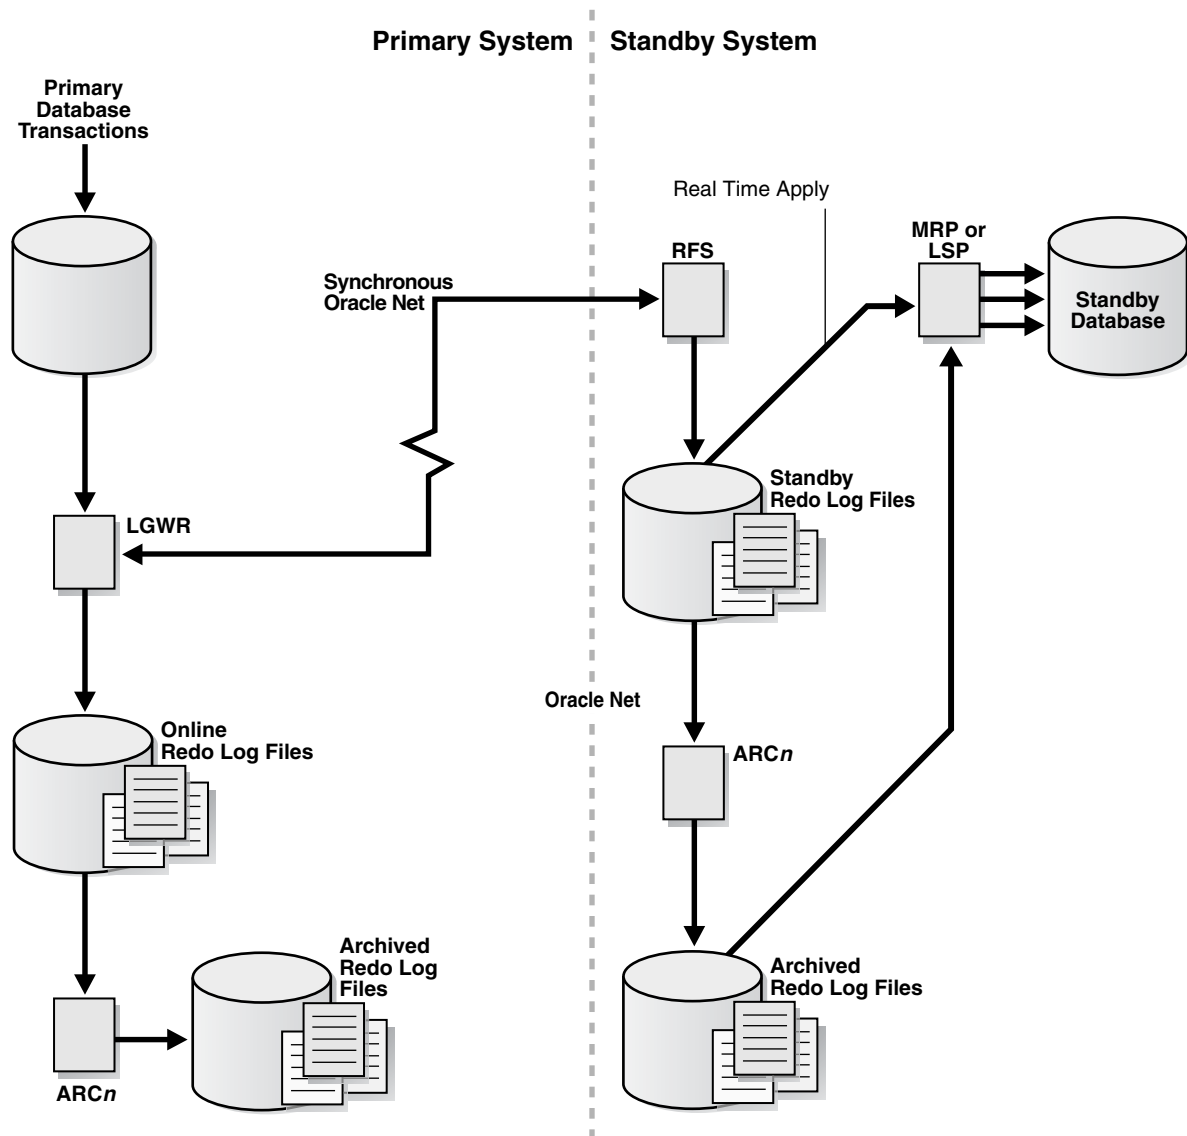 Primary System
Standby System
Primary
Database
Transactions
Real Time Apply
MRP or
LSP
RFS
Synchronous
Oracle Net
Standby
Database
Standby
Redo Log Files
LGWR
Oracle Net
Online
Redo Log Files
ARCn
Archived
Redo Log
Files
Archived
Redo Log Files
ARCn